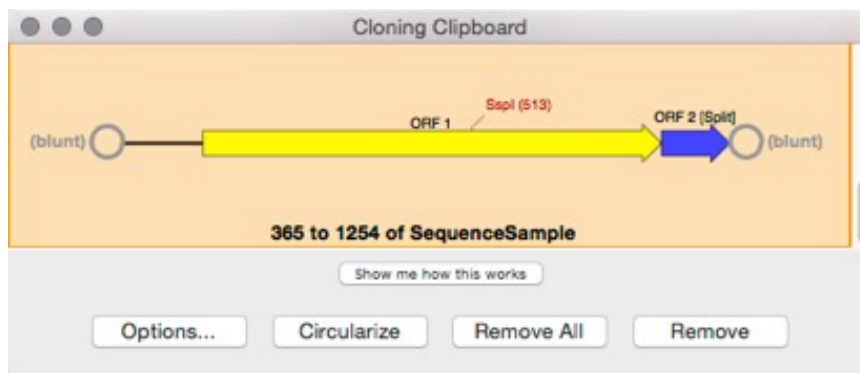 Cloning Clipboard
SspI (513)
ORF 1
ORF 2 [Split]
(blunt)
(blunt)
365 to 1254 of SequenceSample
Show me how this works
Options...
Circularize
Remove All
Remove